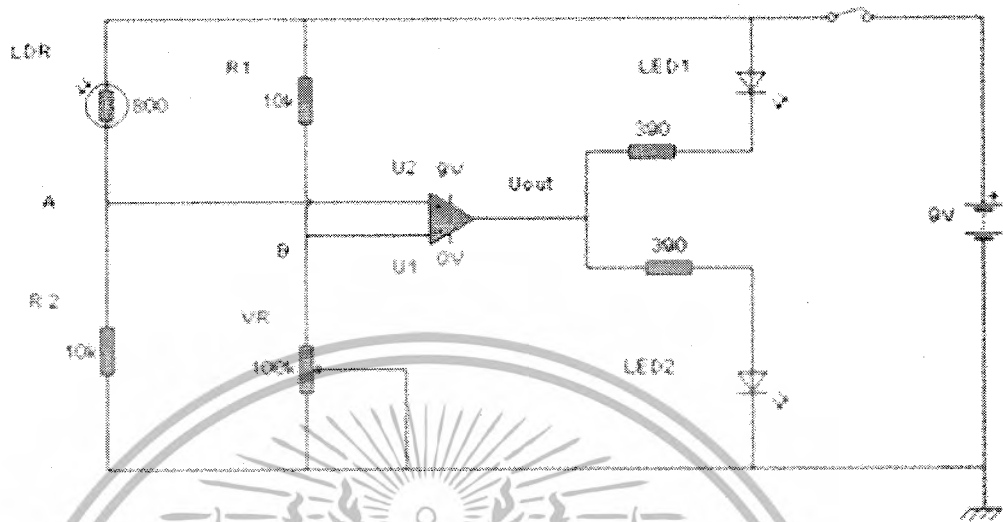 LDR
R1
LED1
10k
800
390
U2 9V
Uout
A
9V
B
U1 0V
390
R2
VR
10k
100k
LED2